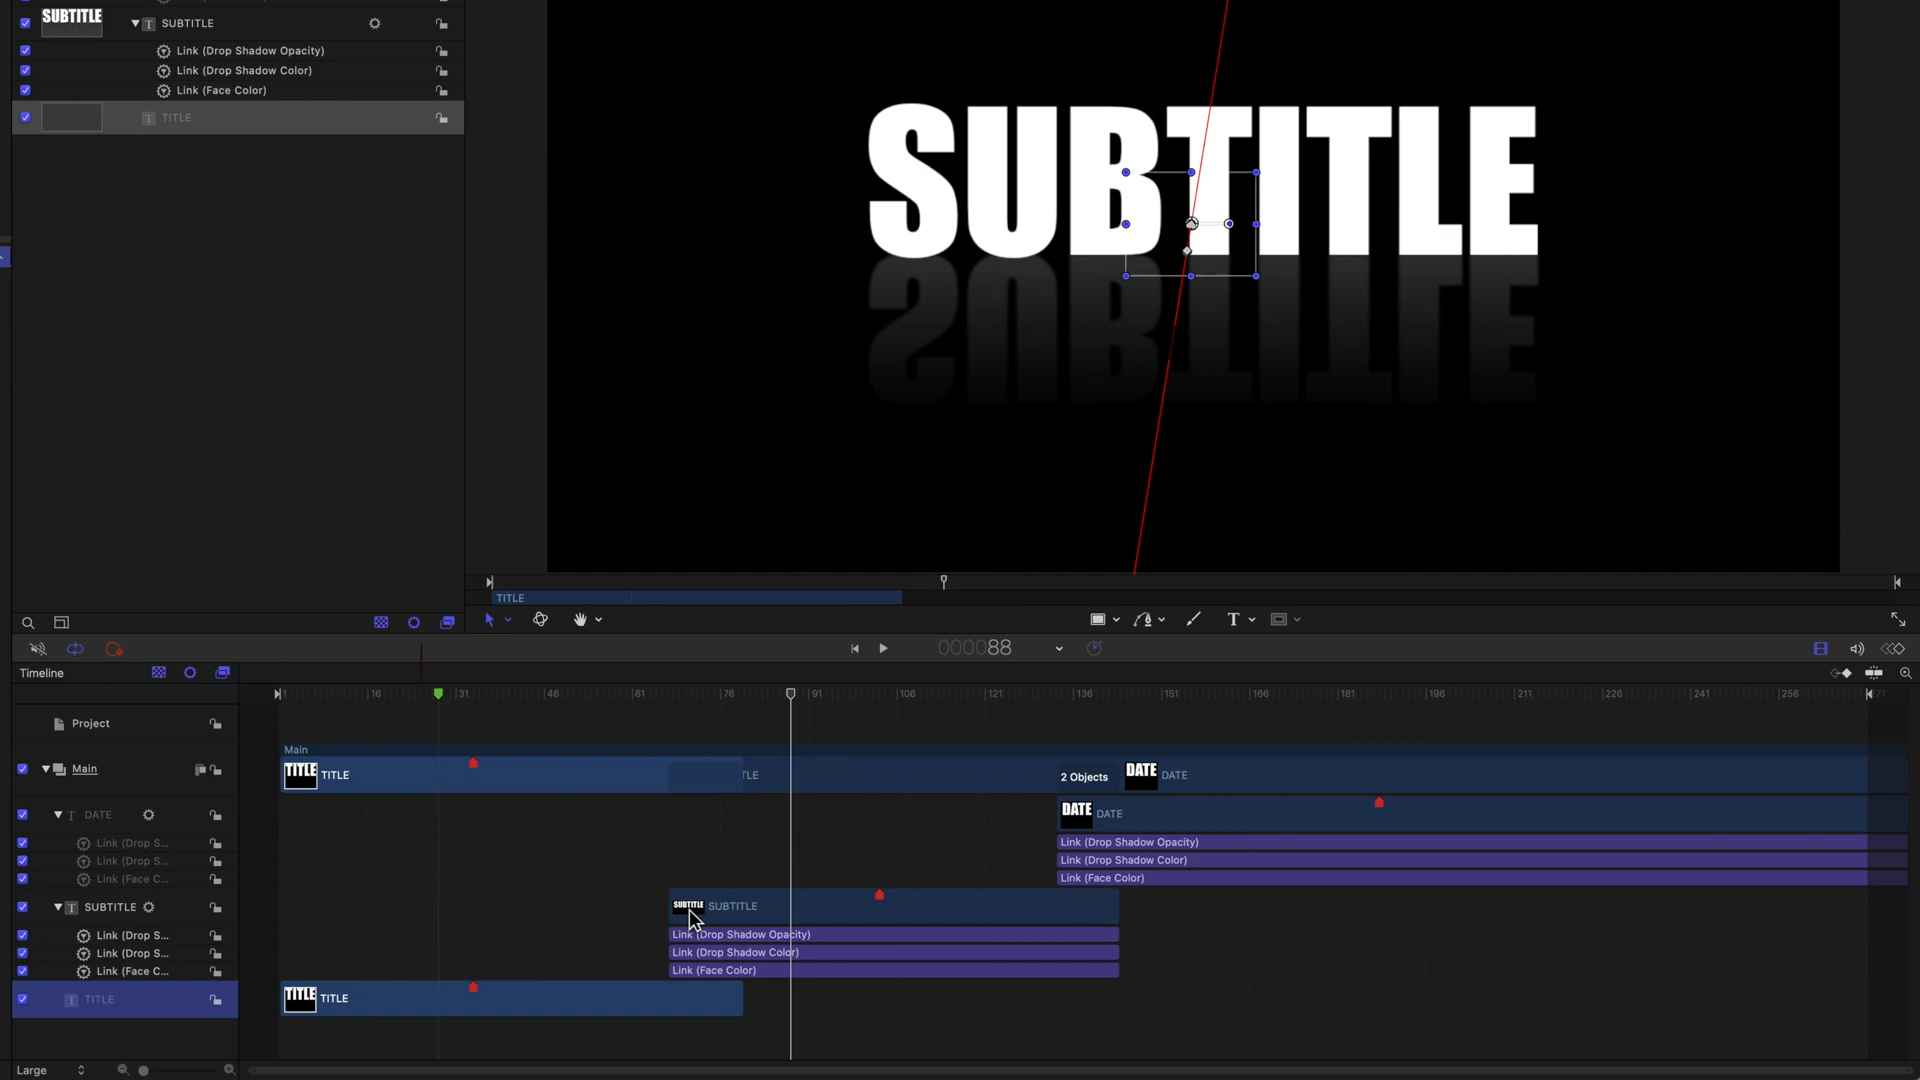 SUBTITLE SUBTITLE
Link (Drop Shadow Opacity)
Link (Drop Shadow Color)
Link (Face Color)
TITLE
SUBTITLE
TITLE
000088
Timeline
1 16 31 46 61 76 91 106 121 136 151 166 181 196 211 226 241 256 271
Project
Main
Main
TITLE TITLE
TLE
2 Objects
DATE DATE
DATE
DATE DATE
Link (Drop S...
Link (Drop Shadow Opacity)
Link (Drop S...
Link (Drop Shadow Color)
Link (Face C...
Link (Face Color)
SUBTITLE
SUBTITLE SUBTITLE
Link (Drop S...
Link (Drop Shadow Opacity)
Link (Drop S...
Link (Drop Shadow Color)
Link (Face C...
Link (Face Color)
TITLE
TITLE TITLE
Large